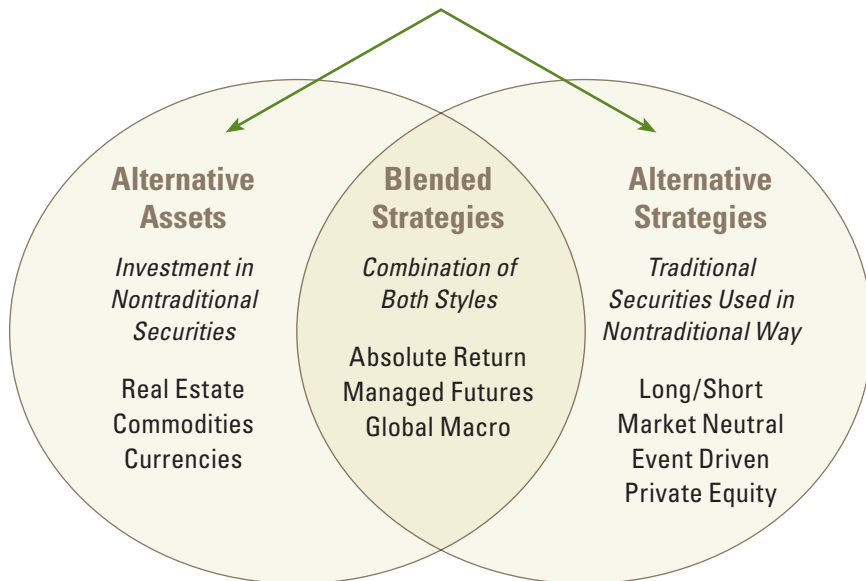 Alternative
Assets
Investment in
Nontraditional
Securities
Real Estate
Commodities
Currencies
Blended
Strategies
Combination of
Both Styles
Absolute Return
Managed Futures
Global Macro
Alternative
Strategies
Traditional
Securities Used in
Nontraditional Way
Long/Short
Market Neutral
Event Driven
Private Equity